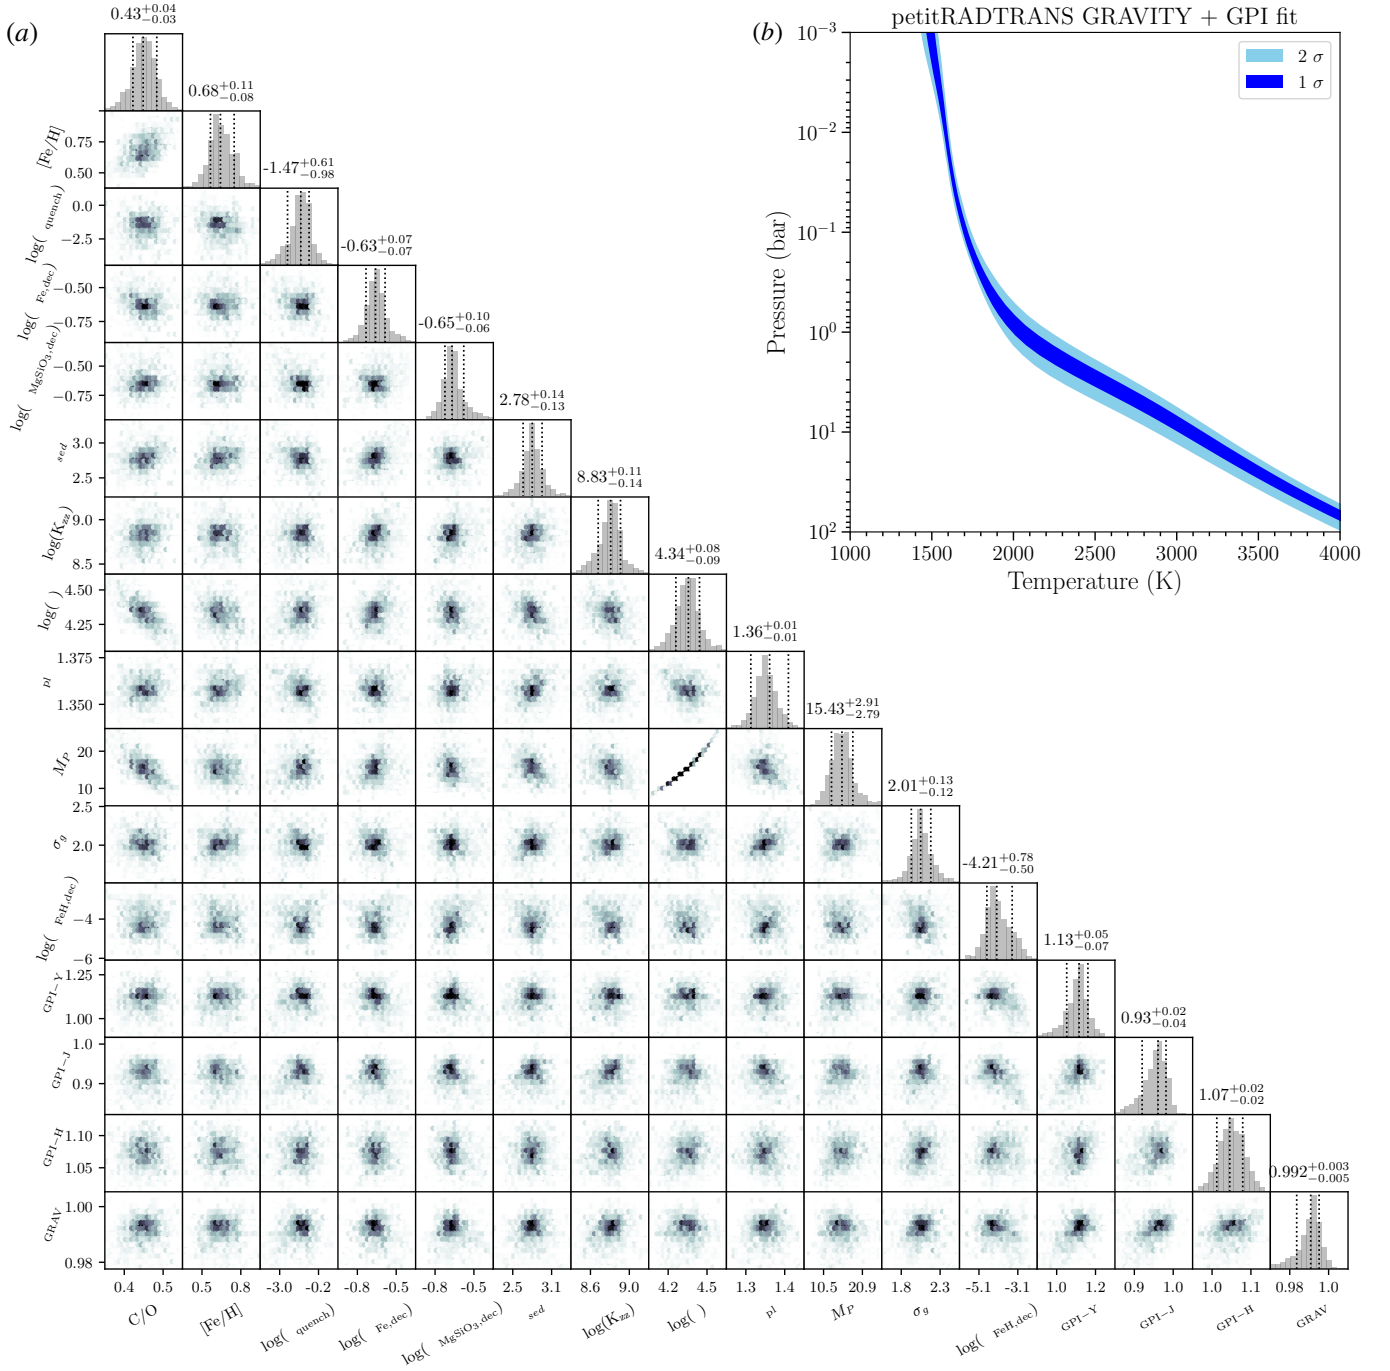 (a)
0.43+0.04−0.03
0.68+0.11−0.08
-1.47+0.61−0.98
-0.63+0.07−0.07
-0.65+0.10−0.06
2.78+0.14−0.13
8.83+0.11−0.14
4.34+0.08−0.09
1.36+0.01−0.01
15.43+2.91−2.79
2.01+0.13−0.12
-4.21+0.78−0.50
1.13+0.05−0.07
0.93+0.02−0.04
1.07+0.02−0.02
0.992+0.003−0.005
[Fe/H]
0.75
0.50
log( quench)
0.0
−2.5
log( Fe,dec)
−0.50
−0.75
log( MgSiO3,dec)
−0.50
−0.75
sed
3.0
2.5
log(Kzz)
9.0
8.5
log( )
4.50
4.25
pl
1.375
1.350
MP
20
10
σg
2.5
2.0
log( FeH,dec)
−4
−6
GPI−Y
1.25
1.00
GPI−J
1.0
0.9
GPI−H
1.10
1.05
GRAV
1.00
0.98
0.4 0.5
0.5 0.8
-3.0 -0.2
-0.8 -0.5
-0.8 -0.5
2.5 3.1
8.6 9.0
4.2 4.5
1.3 1.4
10.5 20.9
1.8 2.3
-5.1 -3.1
1.0 1.2
0.9 1.0
1.0 1.1
0.98 1.0
C/O
[Fe/H]
log( quench)
log( Fe,dec)
log( MgSiO3,dec)
sed
log(Kzz)
log( )
pl
MP
σg
log( FeH,dec)
GPI−Y
GPI−J
GPI−H
GRAV
(b)
petitRADTRANS GRAVITY + GPI fit
2 σ
1 σ
Pressure (bar)
10−3
10−2
10−1
100
101
102
1000 1500 2000 2500 3000 3500 4000
Temperature (K)